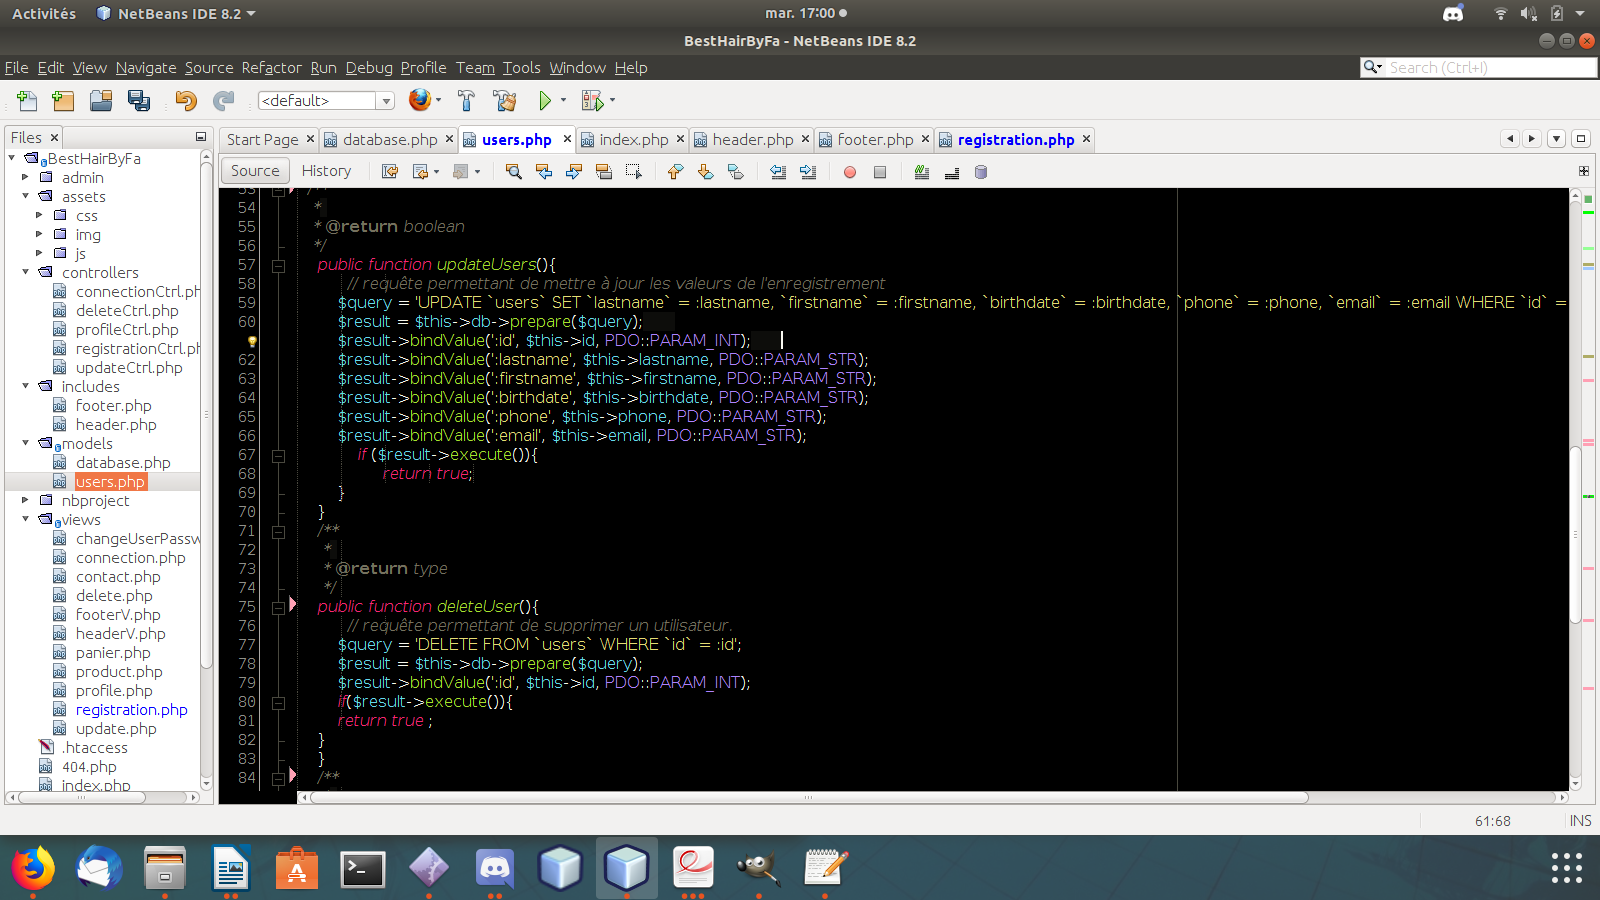 Activités NetBeans IDE 8.2 mar. 17:00
BestHairByFa - NetBeans IDE 8.2
File Edit View Navigate Source Refactor Run Debug Profile Team Tools Window Help Search (Ctrl+I)
<default>
Files Start Page database.php users.php index.php header.php footer.php registration.php
Source History
BestHairByFa
admin
assets
css
img
js
controllers
connectionCtrl.ph
deleteCtrl.php
profileCtrl.php
registrationCtrl.ph
updateCtrl.php
includes
footer.php
header.php
models
database.php
users.php
nbproject
views
changeUserPassw
connection.php
contact.php
delete.php
footerV.php
headerV.php
panier.php
product.php
profile.php
registration.php
update.php
.htaccess
404.php
index.php
53 /**
54 *
55 * @return boolean
56 */
57 public function updateUsers(){
58 // requête permettant de mettre à jour les valeurs de l'enregistrement
59 $query = 'UPDATE `users` SET `lastname` = :lastname, `firstname` = :firstname, `birthdate` = :birthdate, `phone` = :phone, `email` = :email WHERE `id` =
60 $result = $this->db->prepare($query);
$result->bindValue(':id', $this->id, PDO::PARAM_INT);
62 $result->bindValue(':lastname', $this->lastname, PDO::PARAM_STR);
63 $result->bindValue(':firstname', $this->firstname, PDO::PARAM_STR);
64 $result->bindValue(':birthdate', $this->birthdate, PDO::PARAM_STR);
65 $result->bindValue(':phone', $this->phone, PDO::PARAM_STR);
66 $result->bindValue(':email', $this->email, PDO::PARAM_STR);
67 if ($result->execute()){
68 return true;
69 }
70 }
71 /**
72 *
73 * @return type
74 */
75 public function deleteUser(){
76 // requête permettant de supprimer un utilisateur.
77 $query = 'DELETE FROM `users` WHERE `id` = :id';
78 $result = $this->db->prepare($query);
79 $result->bindValue(':id', $this->id, PDO::PARAM_INT);
80 if($result->execute()){
81 return true ;
82 }
83 }
84 /**
61:68 INS